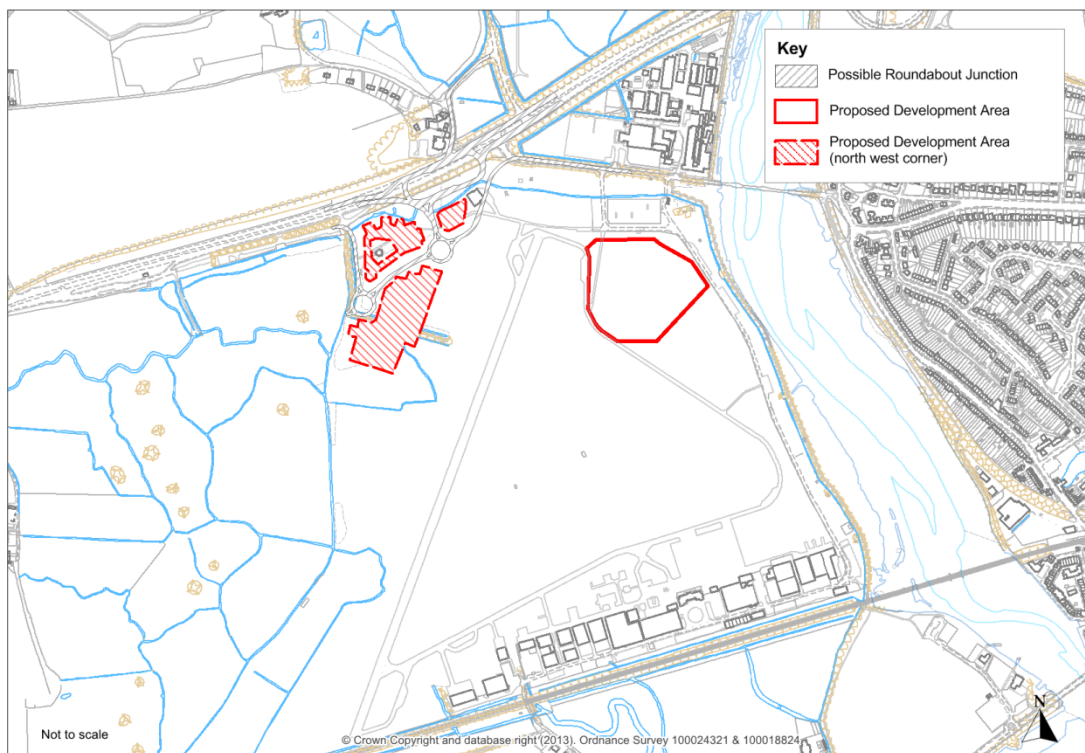 Key
Possible Roundabout Junction
Proposed Development Area
Proposed Development Area
(north west corner)
N
Not to scale
© Crown Copyright and database right (2013). Ordnance Survey 100024321 & 100018824